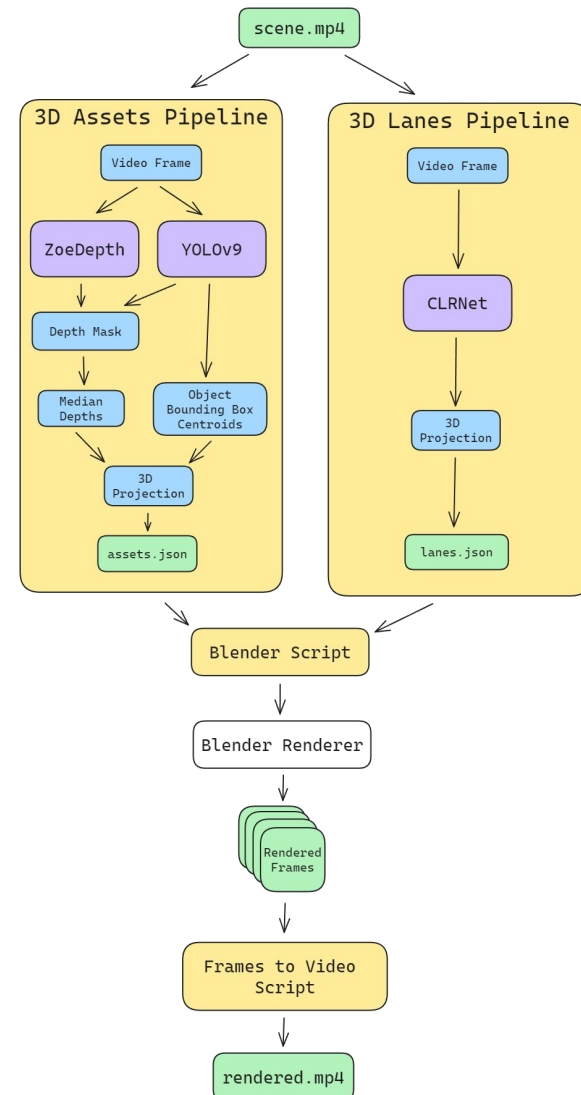 scene.mp4
3D Assets Pipeline
Video Frame
ZoeDepth
YOLOv9
Depth Mask
Median
Depths
Object
Bounding Box
Centroids
3D
Projection
assets.json
3D Lanes Pipeline
Video Frame
CLRNet
3D
Projection
lanes.json
Blender Script
Blender Renderer
Rendered
Frames
Frames to Video
Script
rendered.mp4